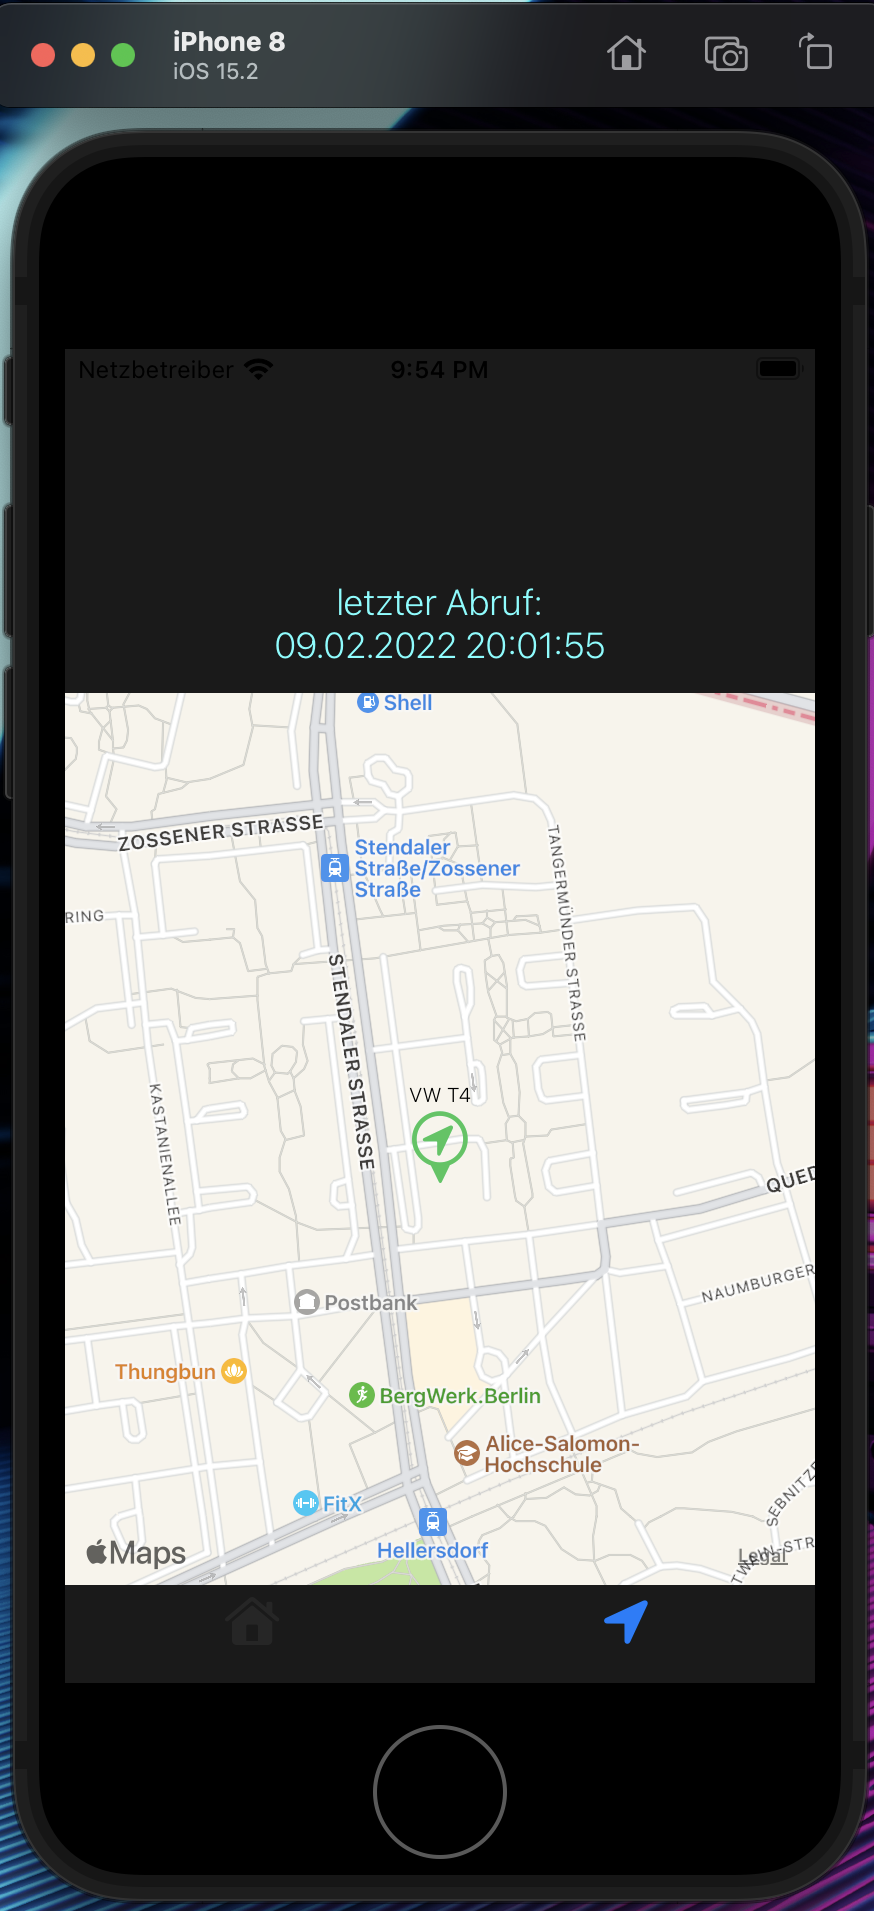 iPhone 8
iOS 15.2
Netzbetreiber
9:54 PM
letzter Abruf:
09.02.2022 20:01:55
Shell
ZOSSENER STRASSE
Stendaler
Straße/Zossener
Straße
TANGERMÜNDER STRASSE
RING
STENDALER STRASSE
KASTANIENALLEE
VW T4
QUED
NAUMBURGER
Postbank
Thungbun
BergWerk.Berlin
Alice-Salomon-
Hochschule
SEBNITZE
FitX
Hellersdorf
Maps
Legal
TWAIN-STR